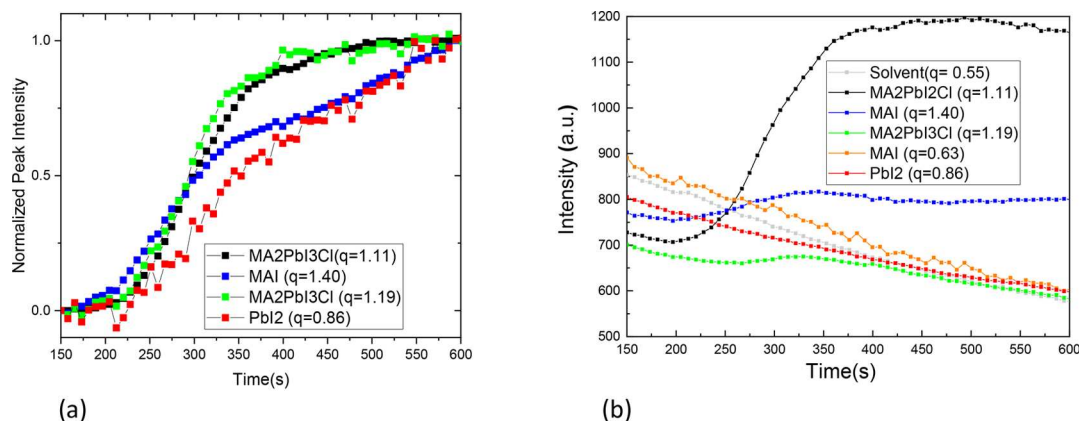 Normalized Peak Intensity
1.0
0.5
0.0
MA2PbI3Cl(q=1.11)
MAI (q=1.40)
MA2PbI3Cl (q=1.19)
PbI2 (q=0.86)
150 200 250 300 350 400 450 500 550 600
Time(s)
(a)
Intensity (a.u.)
1200
1100
1000
900
800
700
600
500
Solvent(q= 0.55)
MA2PbI2Cl (q=1.11)
MAI (q=1.40)
MA2PbI3Cl (q=1.19)
MAI (q=0.63)
PbI2 (q=0.86)
150 200 250 300 350 400 450 500 550 600
Time(s)
(b)